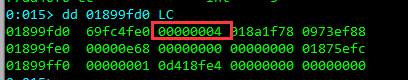 0:015> dd 01899fd0 LC
01899fd0 69fc4fe0 00000004 018a1f78 0973ef88
01899fe0 00000e68 00000000 00000000 01875efc
01899ff0 00000000 0d418fe4 00000000 00000000